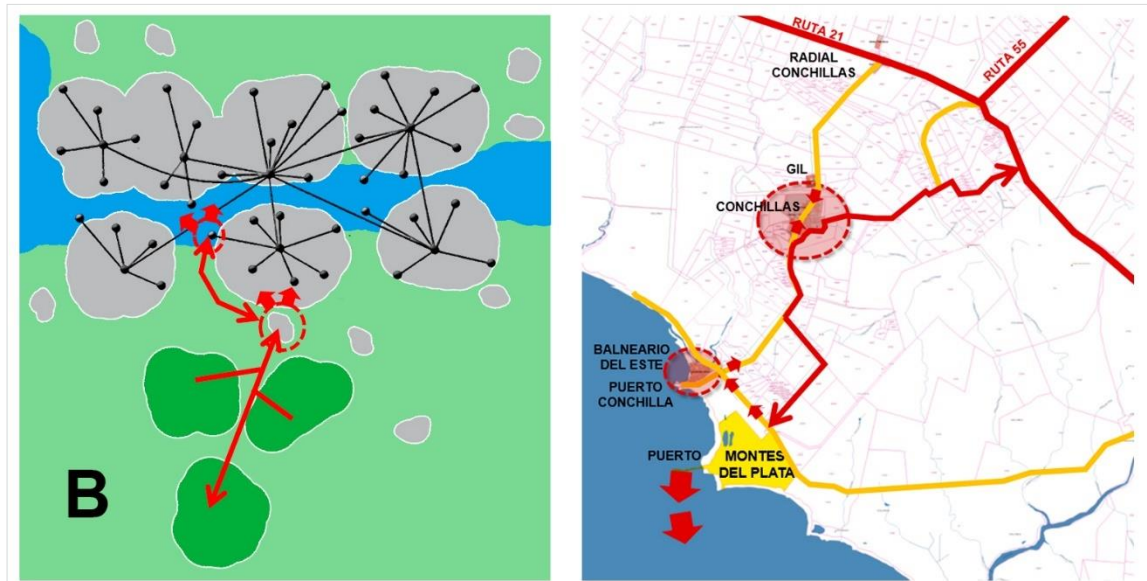 B
RUTA 21
RUTA 55
RADIAL
CONCHILLAS
GIL
CONCHILLAS
BALNEARIO
DEL ESTE
PUERTO
CONCHILLA
PUERTO
MONTES
DEL PLATA